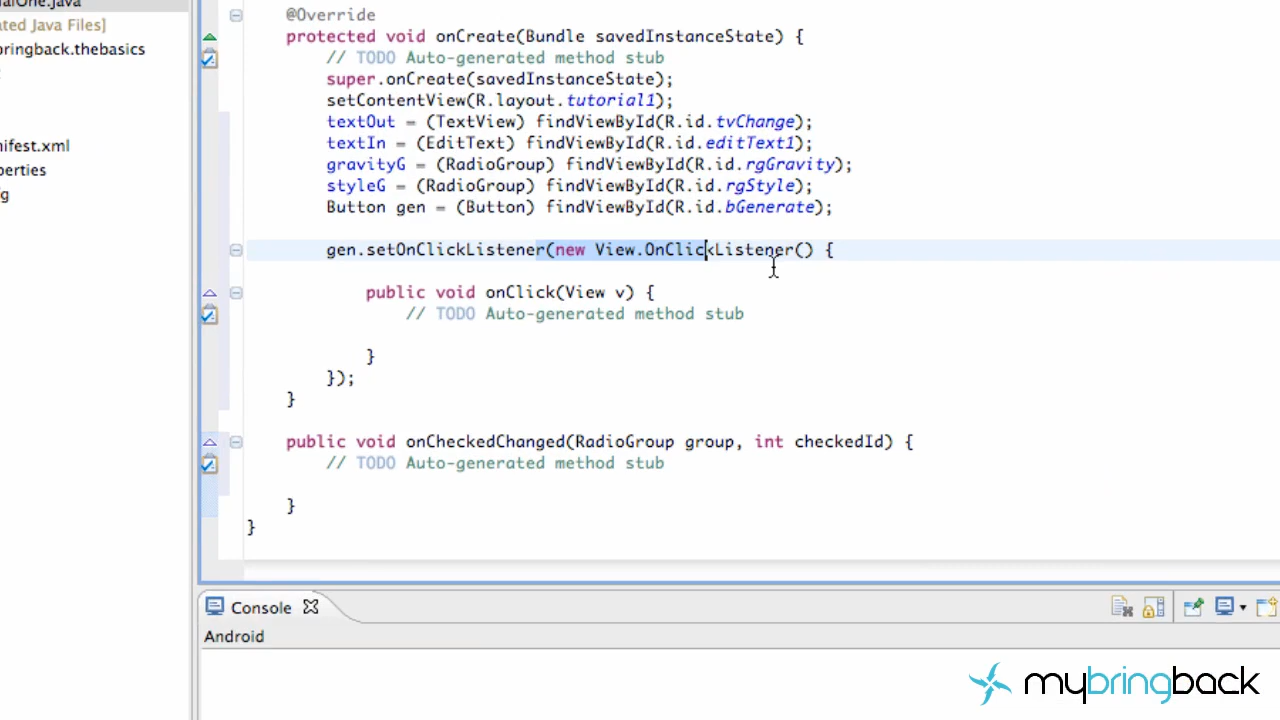 ialOne.java
ated Java Files]
bringback.thebasics
nifest.xml
perties
g
@Override
protected void onCreate(Bundle savedInstanceState) {
// TODO Auto-generated method stub
super.onCreate(savedInstanceState);
setContentView(R.layout.tutorial1);
textOut = (TextView) findViewById(R.id.tvChange);
textIn = (EditText) findViewById(R.id.editText1);
gravityG = (RadioGroup) findViewById(R.id.rgGravity);
styleG = (RadioGroup) findViewById(R.id.rgStyle);
Button gen = (Button) findViewById(R.id.bGenerate);
gen.setOnClickListener(new View.OnClickListener() {
public void onClick(View v) {
// TODO Auto-generated method stub
}
});
}
public void onCheckedChanged(RadioGroup group, int checkedId) {
// TODO Auto-generated method stub
}
}
Console
Android
mybringback